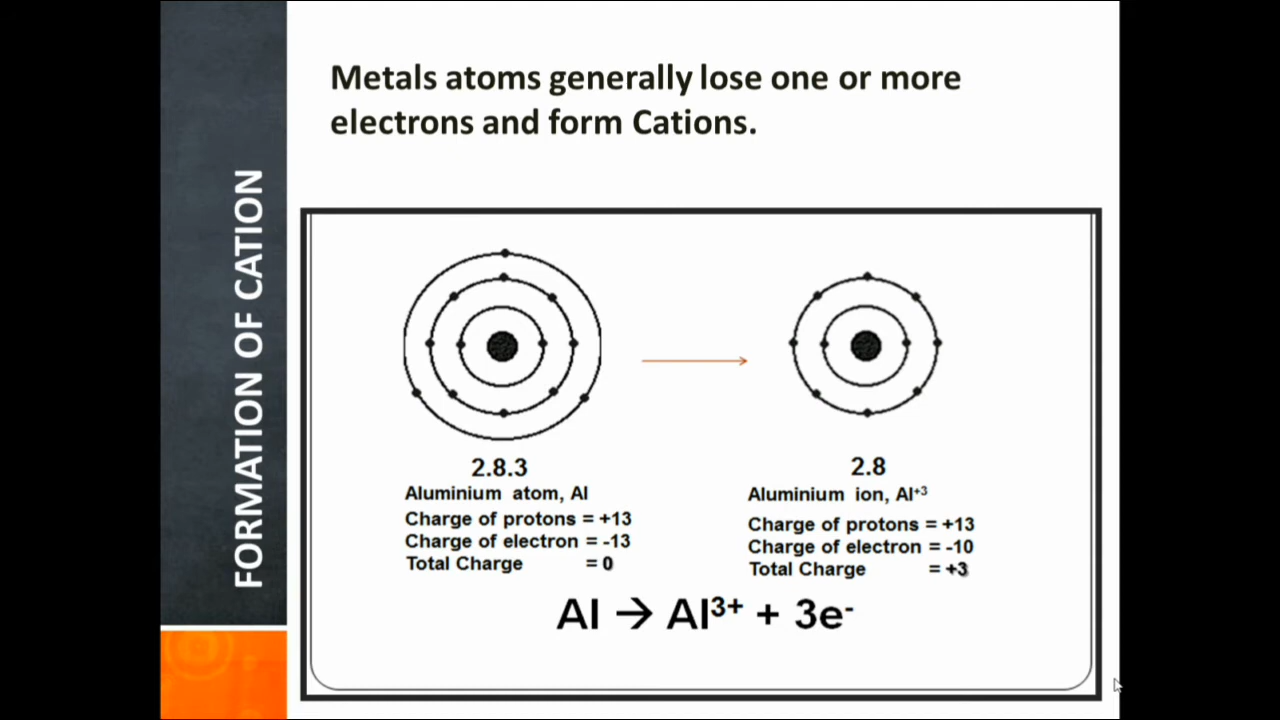 Metals atoms generally lose one or more
electrons and form Cations.
FORMATION OF CATION
2.8.3
Aluminium atom, Al
Charge of protons = +13
Charge of electron = -13
Total Charge = 0
2.8
Aluminium ion, Al⁺³
Charge of protons = +13
Charge of electron = -10
Total Charge = +3
Al → Al³⁺ + 3e⁻